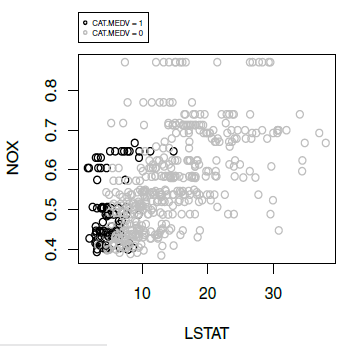 CAT.MEDV = 1
CAT.MEDV = 0
NOX
0.8
0.7
0.6
0.5
0.4
10 20 30
LSTAT